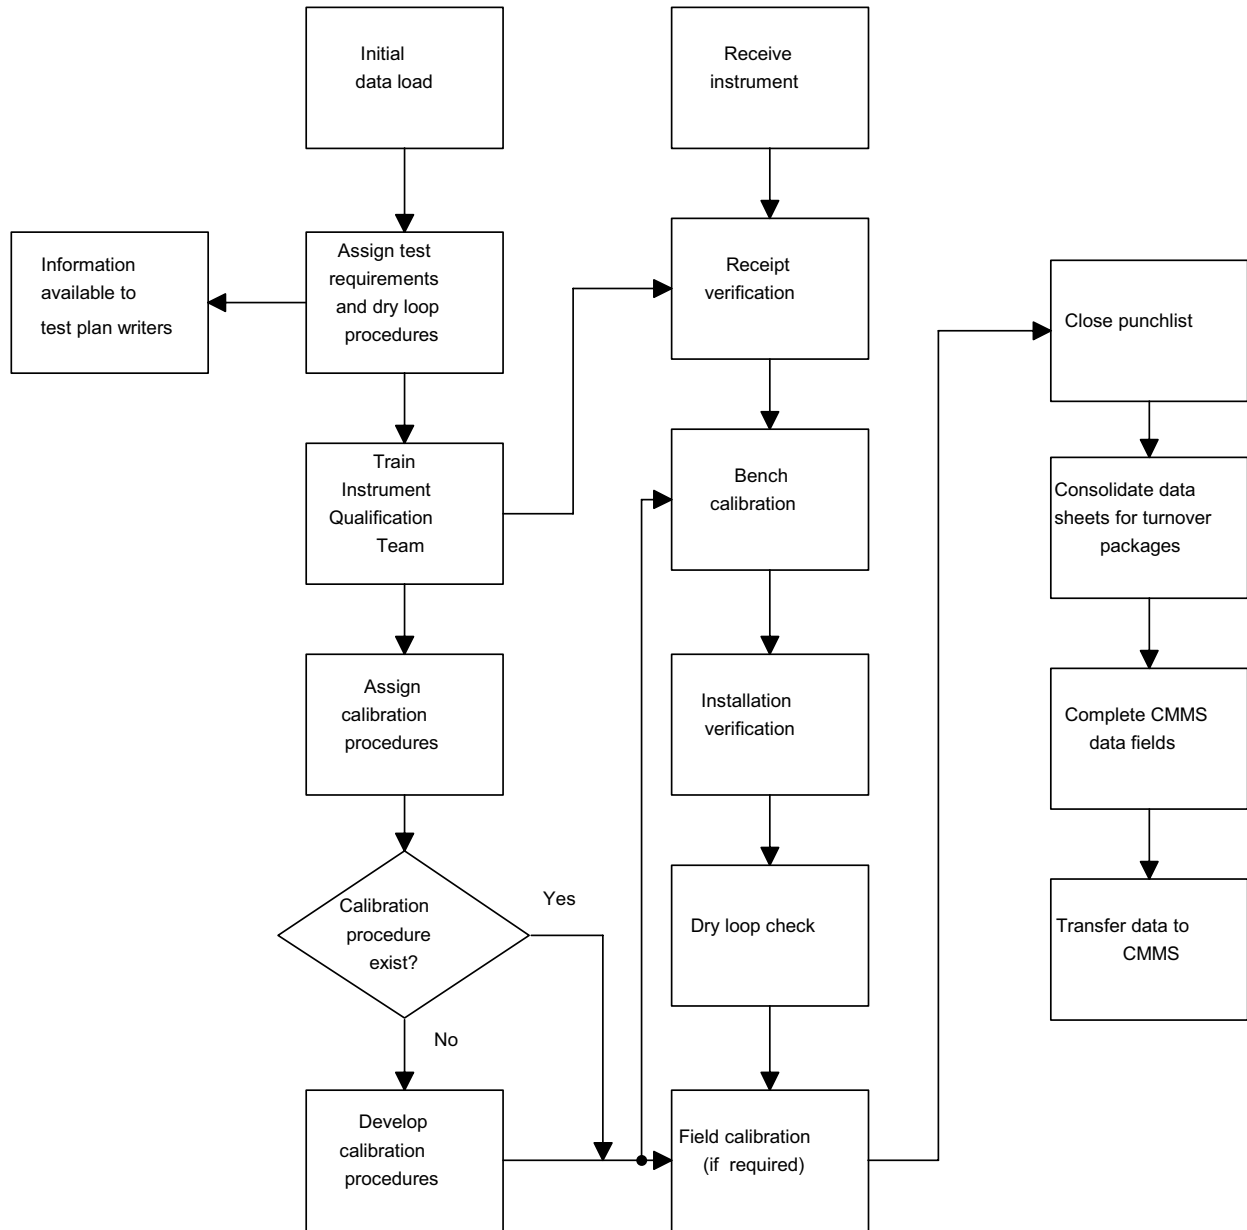 Initial
data load
Receive
instrument
Information
available to
test plan writers
Assign test
requirements
and dry loop
procedures
Receipt
verification
Close punchlist
Train
Instrument
Qualification
Team
Bench
calibration
Consolidate data
sheets for turnover
packages
Assign
calibration
procedures
Installation
verification
Complete CMMS
data fields
Calibration
procedure
exist?
Yes
No
Dry loop check
Transfer data to
CMMS
Develop
calibration
procedures
Field calibration
(if required)